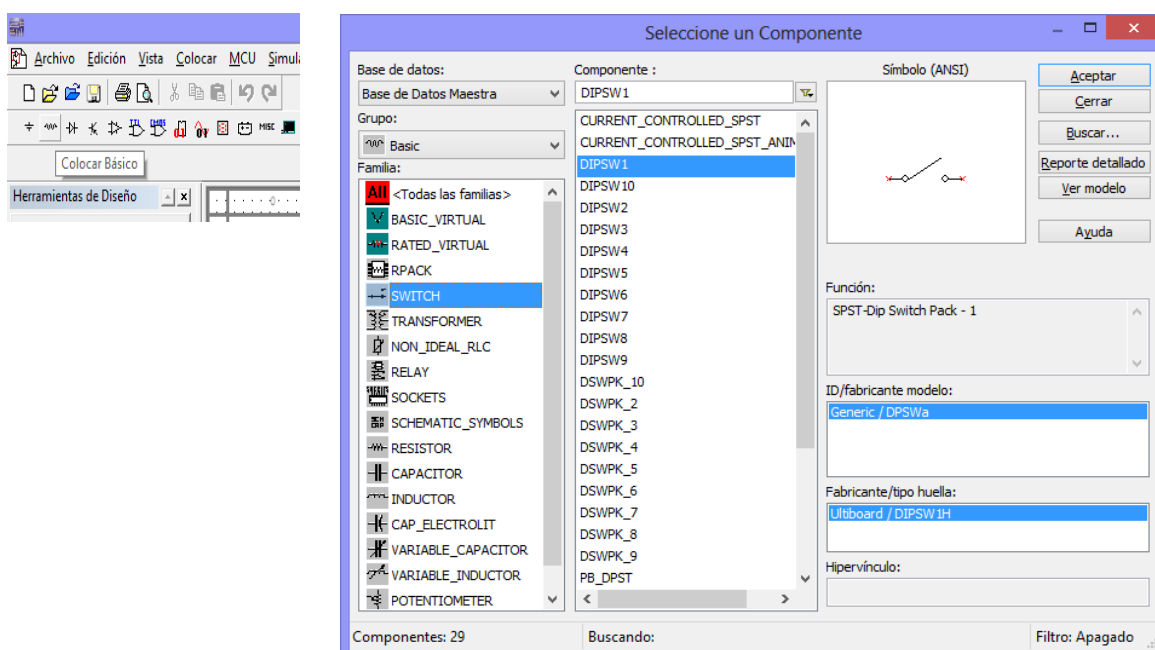 Archivo Edición Vista Colocar MCU Simula
MISC
Colocar Básico
Herramientas de Diseño
Seleccione un Componente
Base de datos:
Base de Datos Maestra
Grupo:
Basic
Familia:
All <Todas las familias>
BASIC_VIRTUAL
RATED_VIRTUAL
RPACK
SWITCH
TRANSFORMER
NON_IDEAL_RLC
RELAY
SOCKETS
SCHEMATIC_SYMBOLS
RESISTOR
CAPACITOR
INDUCTOR
CAP_ELECTROLIT
VARIABLE_CAPACITOR
VARIABLE_INDUCTOR
POTENTIOMETER
Componente :
DIPSW1
CURRENT_CONTROLLED_SPST
CURRENT_CONTROLLED_SPST_ANIM
DIPSW1
DIPSW10
DIPSW2
DIPSW3
DIPSW4
DIPSW5
DIPSW6
DIPSW7
DIPSW8
DIPSW9
DSWPK_10
DSWPK_2
DSWPK_3
DSWPK_4
DSWPK_5
DSWPK_6
DSWPK_7
DSWPK_8
DSWPK_9
PB_DPST
Símbolo (ANSI)
Función:
SPST-Dip Switch Pack - 1
ID/fabricante modelo:
Generic / DPSWa
Fabricante/tipo huella:
Ultiboard / DIPSW1H
Hipervínculo:
Aceptar
Cerrar
Buscar...
Reporte detallado
Ver modelo
Ayuda
Componentes: 29
Buscando:
Filtro: Apagado